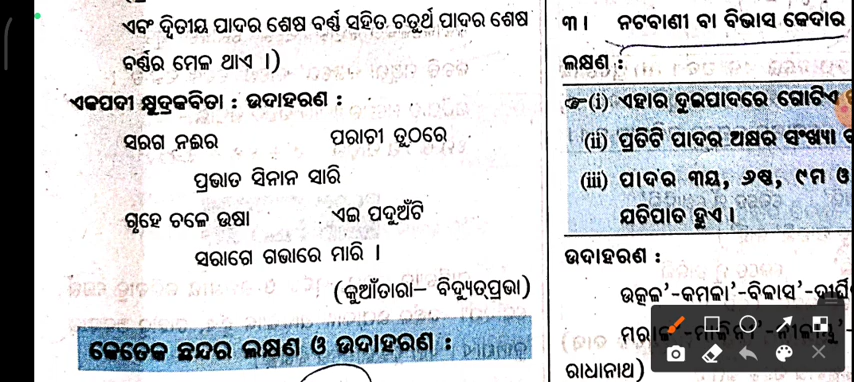 ଏବଂ ଦ୍ୱିତୀୟ ପାଦର ଶେଷ ବର୍ଣ୍ଣ ସହିତ ଚତୁର୍ଥ ପାଦର ଶେଷ
ବର୍ଣ୍ଣର ମେଳ ଥାଏ ।)
ଏକପଦୀ କ୍ଷୁଦ୍ରକବିତା : ଉଦାହରଣ :
ସରଗ ନଈର ପରାଚୀ ତୁଠରେ
ପ୍ରଭାତ ସିନାନ ସାରି
ଗୃହେ ଚଳେ ଉଷା ଏଇ ପଦୁଅଁଟି
ସରାଗେ ଗଭାରେ ମାରି ।
(କୁଆଁତାରା– ବିଦ୍ୟୁତ୍‌ପ୍ରଭା)
କେତେକ ଛନ୍ଦର ଲକ୍ଷଣ ଓ ଉଦାହରଣ :
୩। ନଟବାଣୀ ବା ବିଭାସ କେଦାର
ଲକ୍ଷଣ :
☞(i) ଏହାର ଦୁଇପାଦରେ ଗୋଟିଏ
(ii) ପ୍ରତିଟି ପାଦର ଅକ୍ଷର ସଂଖ୍ୟା
(iii) ପାଦର ୩ୟ, ୬ଷ୍ଠ, ୯ମ ଓ
ଯତିପାତ ହୁଏ ।
ଉଦାହରଣ :
ଉତ୍କଳ'-କମଳା'-ବିଳାସ'-ଦୀର୍ଘି
ରାଧାନାଥ)